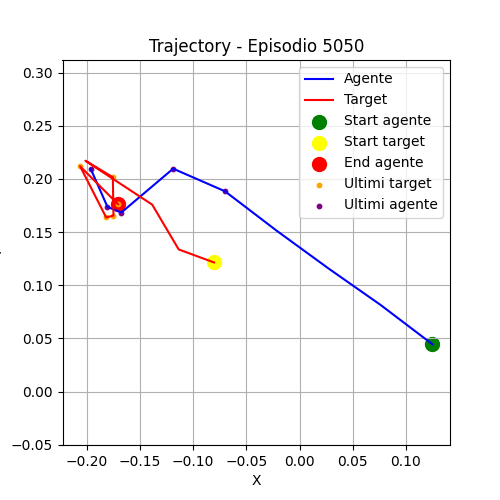 Trajectory - Episodio 5050
Agente
Target
Start agente
Start target
End agente
Ultimi target
Ultimi agente
0.30
0.25
0.20
0.15
0.10
0.05
0.00
−0.05
−0.20 −0.15 −0.10 −0.05 0.00 0.05 0.10
X